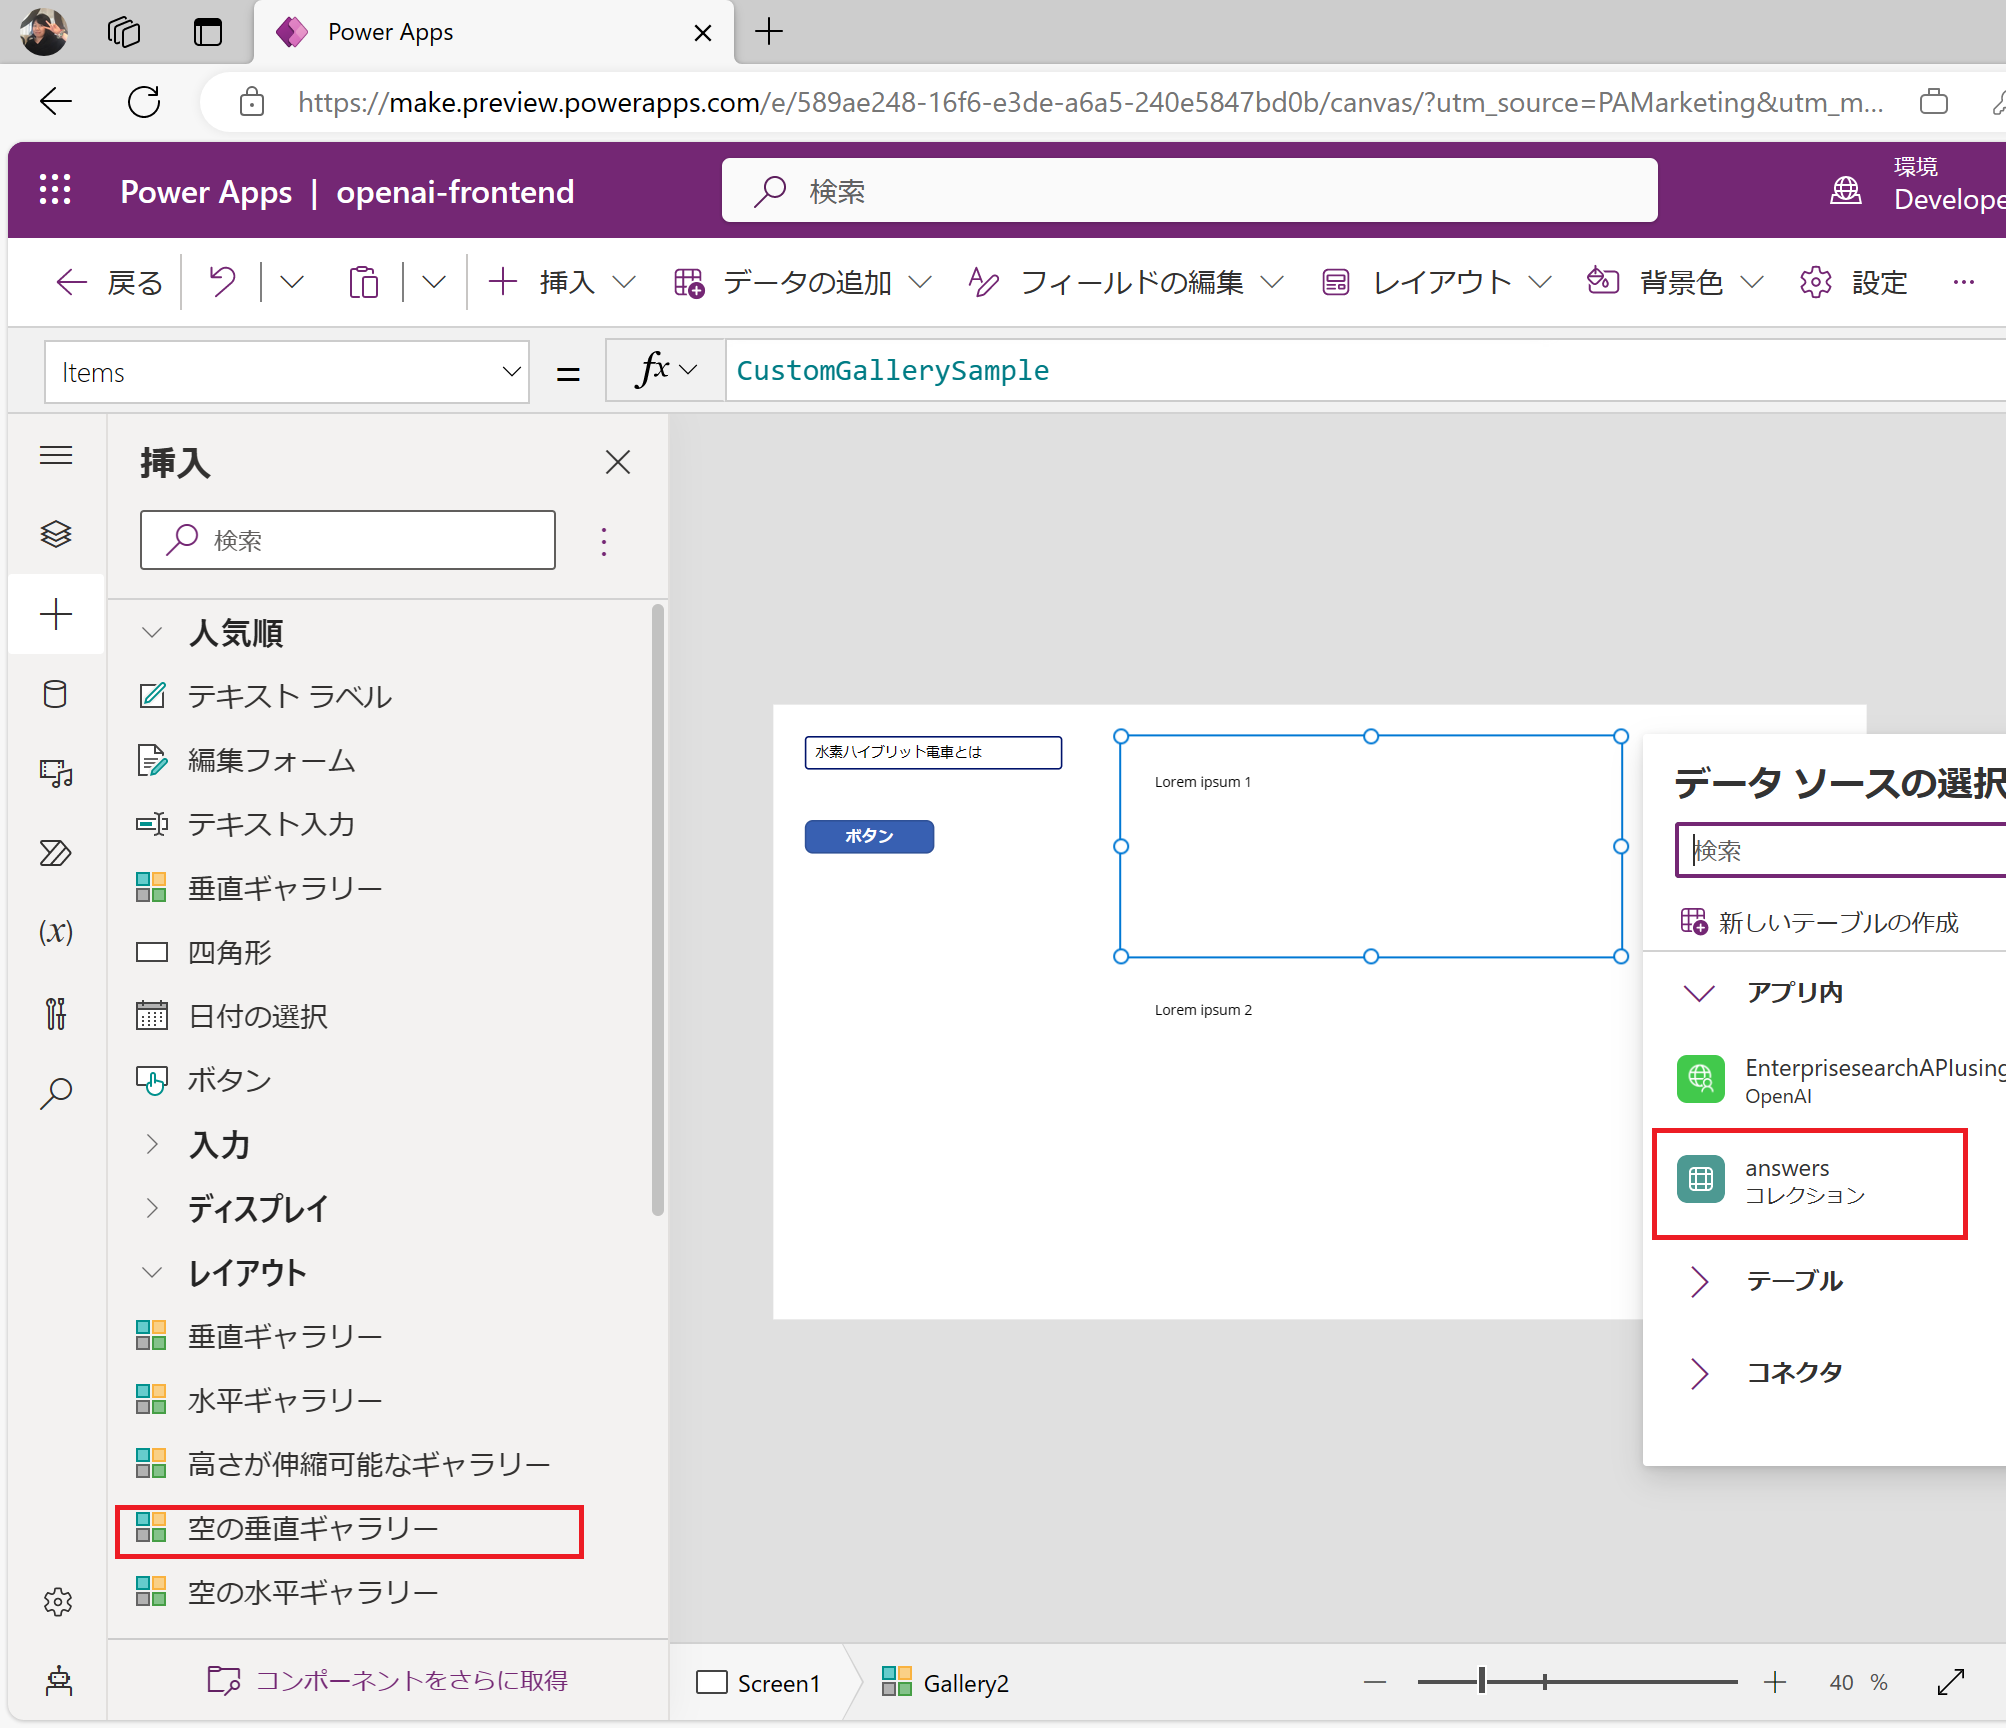 Power Apps
https://make.preview.powerapps.com/e/589ae248-16f6-e3de-a6a5-240e5847bd0b/canvas/?utm_source=PAMarketing&utm_m...
Power Apps | openai-frontend
検索
環境
Develope
戻る
挿入
データの追加
フィールドの編集
レイアウト
背景色
設定
...
Items
=
fx
CustomGallerySample
挿入
検索
人気順
テキスト ラベル
編集フォーム
テキスト入力
垂直ギャラリー
四角形
日付の選択
ボタン
入力
ディスプレイ
レイアウト
垂直ギャラリー
水平ギャラリー
高さが伸縮可能なギャラリー
空の垂直ギャラリー
空の水平ギャラリー
コンポーネントをさらに取得
(x)
水素ハイブリット電車とは
ボタン
Lorem ipsum 1
Lorem ipsum 2
データ ソースの選択
検索
新しいテーブルの作成
アプリ内
EnterprisesearchAPIusing
OpenAI
answers
コレクション
テーブル
コネクタ
Screen1
Gallery2
40 %